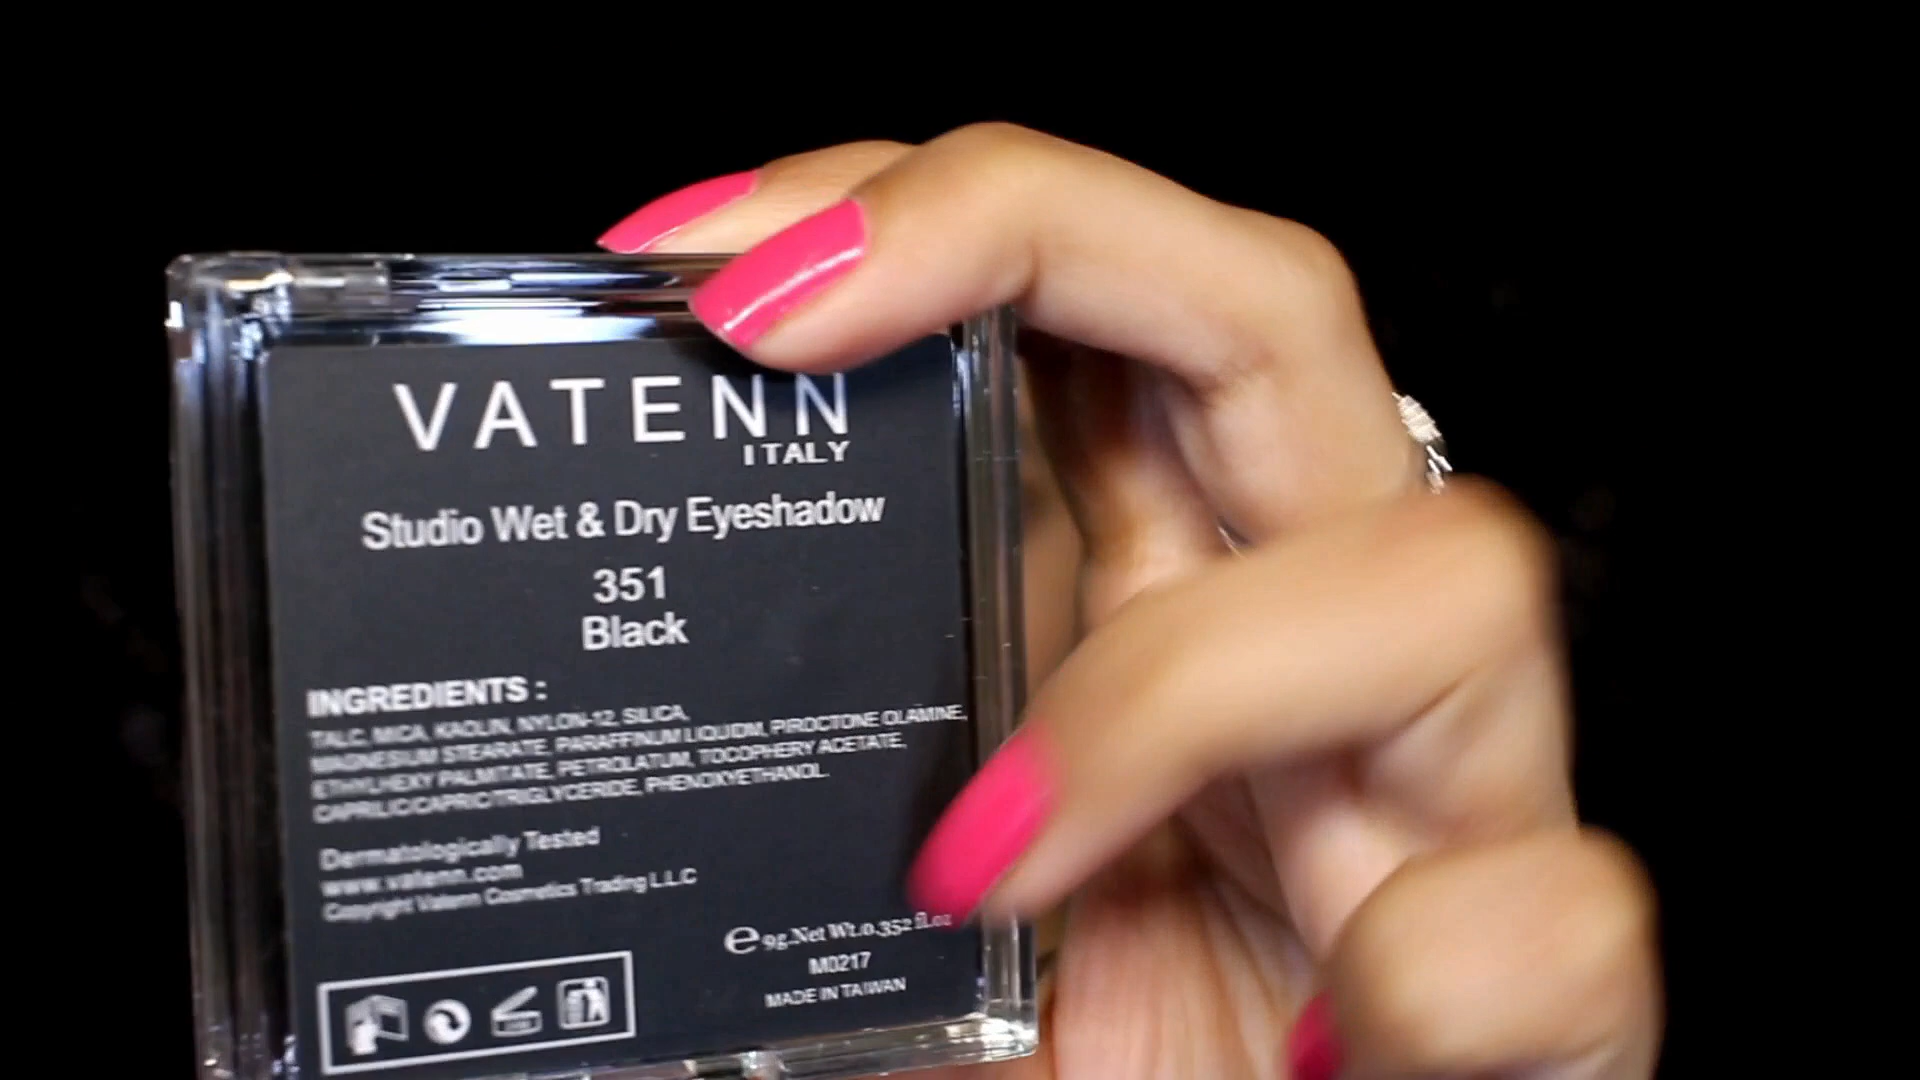 VATENN
ITALY
Studio Wet & Dry Eyeshadow
351
Black
INGREDIENTS :
TALC, MICA, KAOLIN, NYLON-12, SILICA,
MAGNESIUM STEARATE, PARAFFINUM LIQUIDM, PIROCTONE OLAMINE,
ETHYLHEXY PALMITATE, PETROLATUM, TOCOPHERY ACETATE,
CAPRILIC/CAPRIC/TRIGLYCERIDE, PHENOXYETHANOL.
Dermatologically Tested
www.vatenn.com
Copyright Vatenn Cosmetics Trading L.L.C
e 9g.Net Wt.0.352 fl.oz
M0217
MADE IN TAIWAN